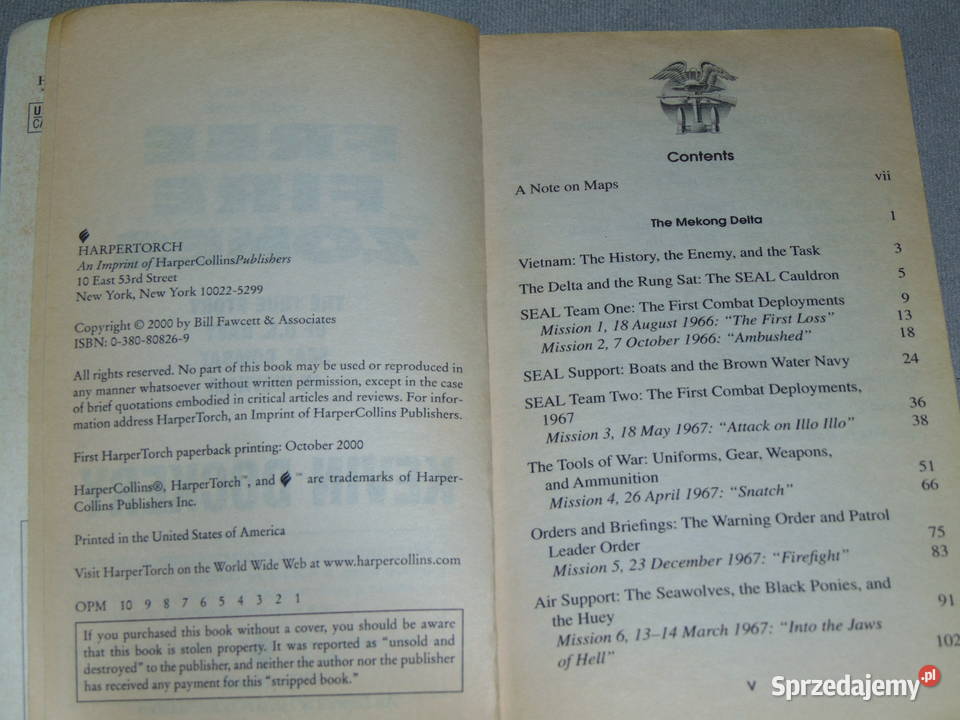 HARPERTORCH
An Imprint of HarperCollinsPublishers
10 East 53rd Street
New York, New York 10022-5299
Copyright © 2000 by Bill Fawcett & Associates
ISBN: 0-380-80826-9
All rights reserved. No part of this book may be used or reproduced in
any manner whatsoever without written permission, except in the case
of brief quotations embodied in critical articles and reviews. For infor-
mation address HarperTorch, an Imprint of HarperCollins Publishers.
First HarperTorch paperback printing: October 2000
HarperCollins®, HarperTorch™, and ™ are trademarks of Harper-
Collins Publishers Inc.
Printed in the United States of America
Visit HarperTorch on the World Wide Web at www.harpercollins.com
OPM 10 9 8 7 6 5 4 3 2 1
If you purchased this book without a cover, you should be aware
that this book is stolen property. It was reported as "unsold and
destroyed" to the publisher, and neither the author nor the publisher
has received any payment for this "stripped book."
Contents
A Note on Maps vii
The Mekong Delta 1
Vietnam: The History, the Enemy, and the Task 3
The Delta and the Rung Sat: The SEAL Cauldron 5
SEAL Team One: The First Combat Deployments 9
Mission 1, 18 August 1966: "The First Loss" 13
Mission 2, 7 October 1966: "Ambushed" 18
SEAL Support: Boats and the Brown Water Navy 24
SEAL Team Two: The First Combat Deployments,
1967 36
Mission 3, 18 May 1967: "Attack on Illo Illo" 38
The Tools of War: Uniforms, Gear, Weapons,
and Ammunition 51
Mission 4, 26 April 1967: "Snatch" 66
Orders and Briefings: The Warning Order and Patrol
Leader Order 75
Mission 5, 23 December 1967: "Firefight" 83
Air Support: The Seawolves, the Black Ponies, and
the Huey 91
Mission 6, 13–14 March 1967: "Into the Jaws
of Hell" 102
v
Sprzedajemy.pl